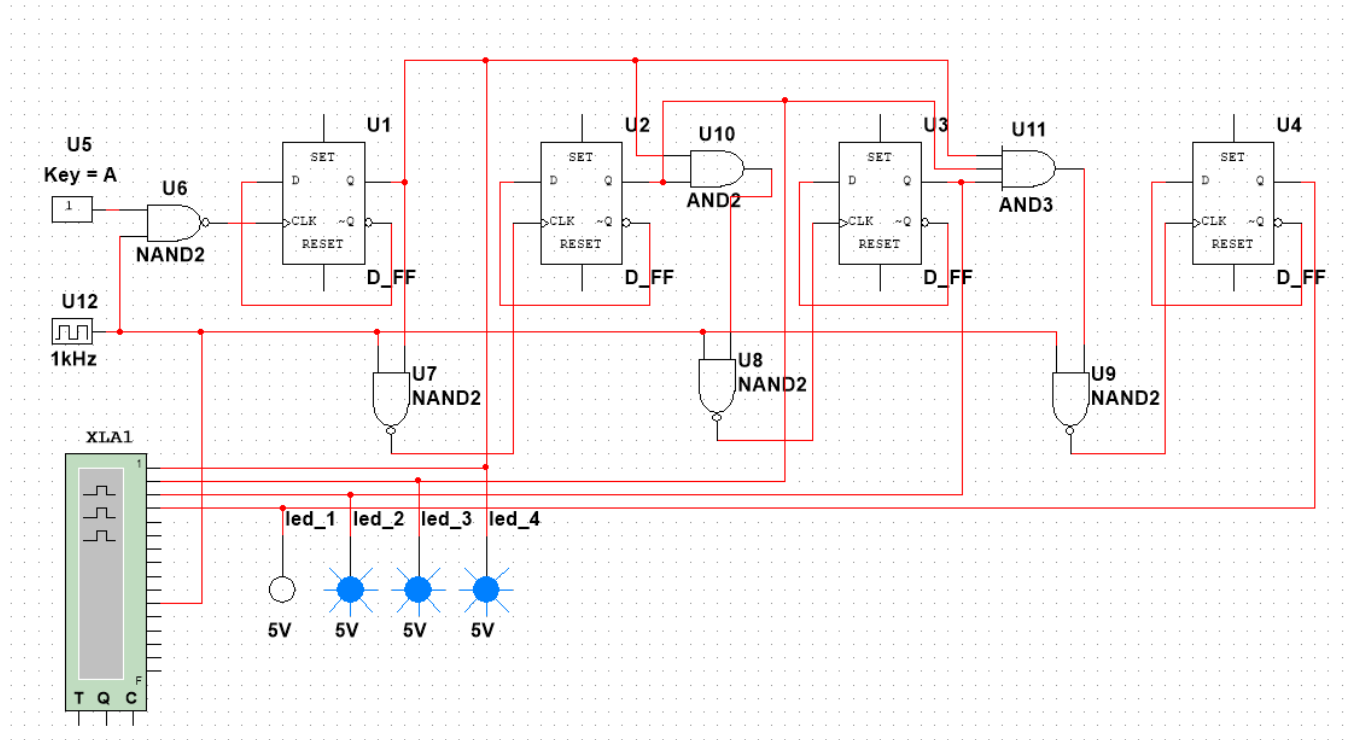 U1
U2
U10
U3
U11
U4
U5
Key = A
1
U6
NAND2
SET
D Q
CLK ~Q
RESET
D_FF
SET
D Q
CLK ~Q
RESET
D_FF
AND2
SET
D Q
CLK ~Q
RESET
D_FF
AND3
SET
D Q
CLK ~Q
RESET
D_FF
U12
1kHz
U7
NAND2
U8
NAND2
U9
NAND2
XLA1
1
F
T Q C
led_1 led_2 led_3 led_4
5V 5V 5V 5V